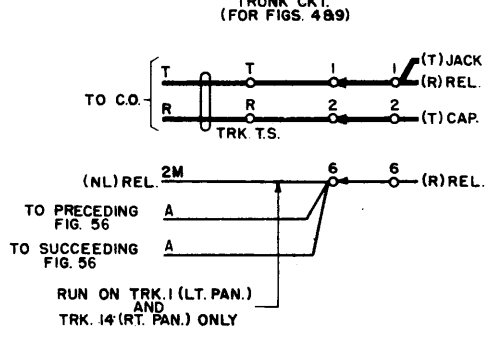 TRUNK CKT.
(FOR FIGS. 4&9)
T T 1 1 (T) JACK
(R) REL.
TO C.O.
R R 2 2 (T) CAP.
TRK. T.S.
(NL) REL. 2M 6 6 (R) REL.
TO PRECEDING A
FIG. 56
TO SUCCEEDING A
FIG. 56
RUN ON TRK. 1 (LT. PAN.)
AND
TRK. 14 (RT. PAN.) ONLY